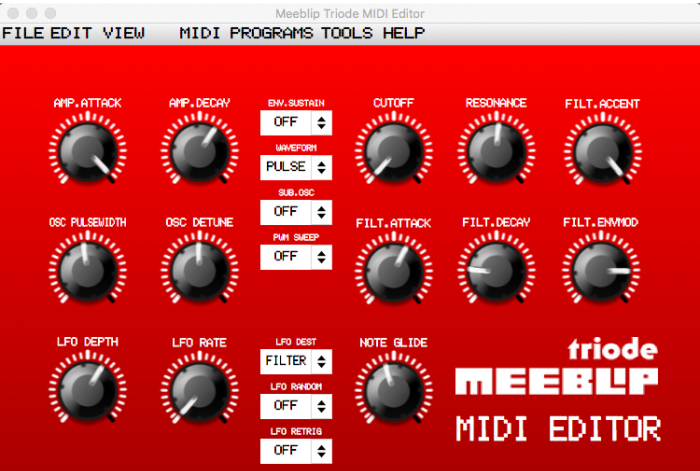 Meeblip Triode MIDI Editor
FILE EDIT VIEW MIDI PROGRAMS TOOLS HELP
AMP.ATTACK AMP.DECAY ENV.SUSTAIN CUTOFF RESONANCE FILT.ACCENT
OFF
WAVEFORM
PULSE
SUB.OSC
OFF
OSC PULSEWIDTH OSC DETUNE FILT.ATTACK FILT.DECAY FILT.ENVMOD
PWM SWEEP
OFF
LFO DEPTH LFO RATE LFO DEST NOTE GLIDE
FILTER
LFO RANDOM
OFF
LFO RETRIG
OFF
triode
MEEBLIP
MIDI EDITOR